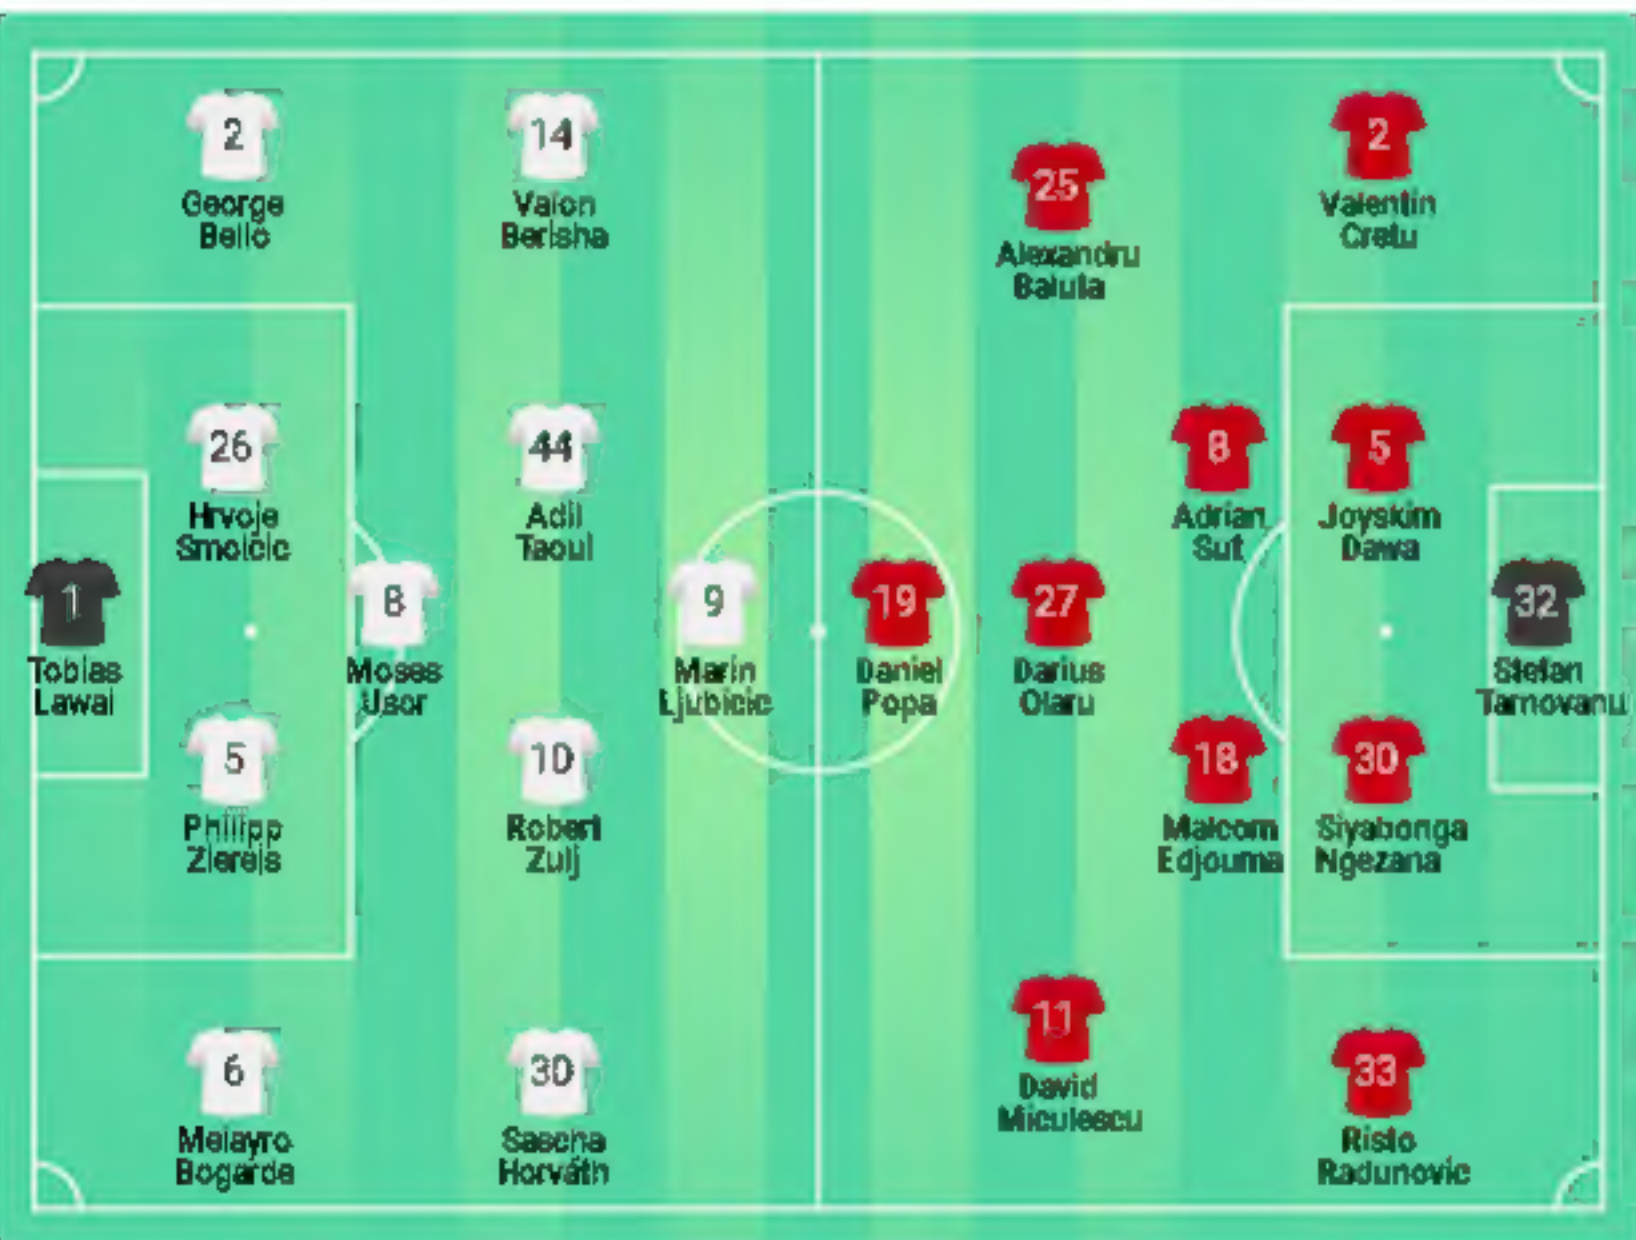 2
George
Bello
14
Valon
Berisha
25
Alexandru
Baluta
2
Valentin
Cretu
26
Hrvoje
Smolcic
44
Adil
Taoui
8
Adrian
Sut
5
Joyskim
Dawa
1
Tobias
Lawal
8
Moses
Usor
9
Marin
Ljubicic
19
Daniel
Popa
27
Darius
Olaru
32
Stefan
Tarnovanu
5
Philipp
Ziereis
10
Robert
Zulj
18
Malcom
Edjouma
30
Siyabonga
Ngezana
11
David
Miculescu
6
Melayro
Bogarde
30
Sascha
Horváth
33
Risto
Radunovic